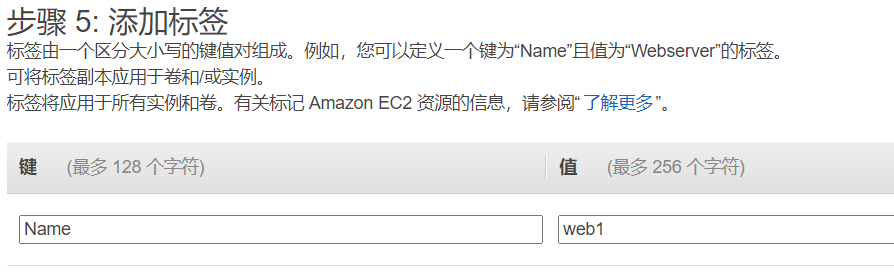 步骤 5: 添加标签
标签由一个区分大小写的键值对组成。例如，您可以定义一个键为“Name”且值为“Webserver”的标签。
可将标签副本应用于卷和/或实例。
标签将应用于所有实例和卷。有关标记 Amazon EC2 资源的信息，请参阅“了解更多”。
键 (最多 128 个字符) 值 (最多 256 个字符)
Name web1